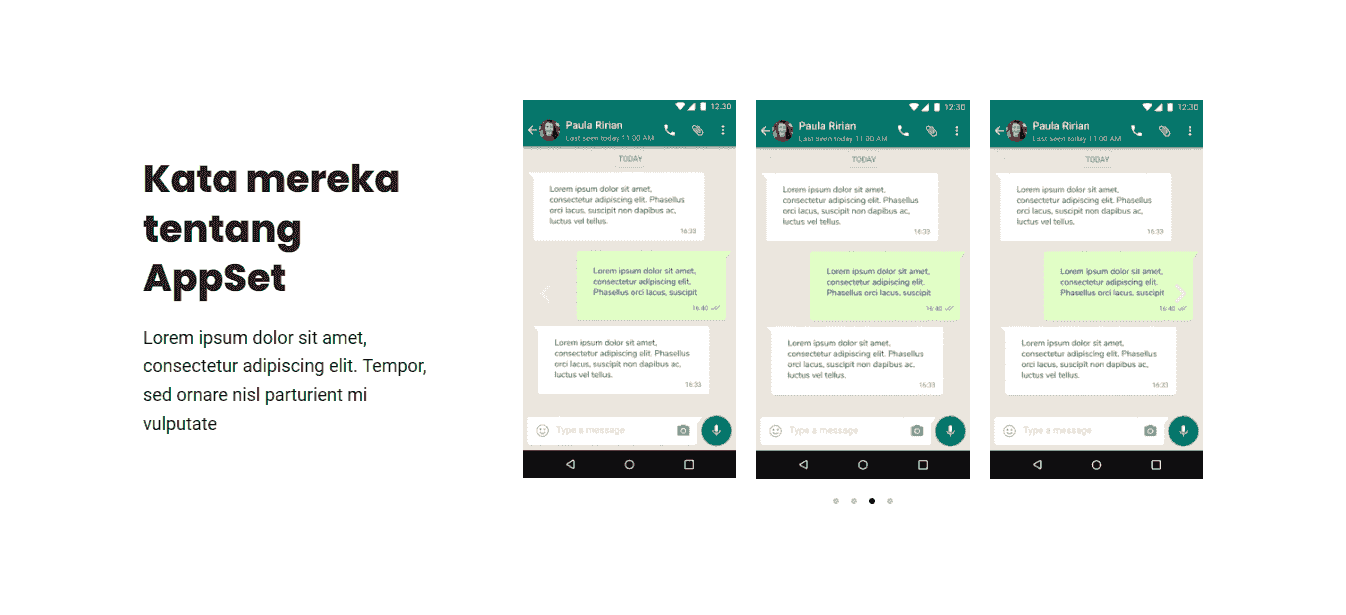 Kata mereka
tentang
AppSet
Lorem ipsum dolor sit amet,
consectetur adipiscing elit. Tempor,
sed ornare nisl parturient mi
vulputate
12:30
Paula Ririan
Last seen today 11:00 AM
TODAY
Lorem ipsum dolor sit amet,
consectetur adipiscing elit. Phasellus
orci lacus, suscipit non dapibus ac,
luctus vel tellus.
16:33
Lorem ipsum dolor sit amet,
consectetur adipiscing elit.
Phasellus orci lacus, suscipit
16:40
Lorem ipsum dolor sit amet,
consectetur adipiscing elit. Phasellus
orci lacus, suscipit non dapibus ac,
luctus vel tellus.
16:33
Type a message
12:30
Paula Ririan
Last seen today 11:00 AM
TODAY
Lorem ipsum dolor sit amet,
consectetur adipiscing elit. Phasellus
orci lacus, suscipit non dapibus ac,
luctus vel tellus.
16:33
Lorem ipsum dolor sit amet,
consectetur adipiscing elit.
Phasellus orci lacus, suscipit
16:40
Lorem ipsum dolor sit amet,
consectetur adipiscing elit. Phasellus
orci lacus, suscipit non dapibus ac,
luctus vel tellus.
16:33
Type a message
12:30
Paula Ririan
Last seen today 11:00 AM
TODAY
Lorem ipsum dolor sit amet,
consectetur adipiscing elit. Phasellus
orci lacus, suscipit non dapibus ac,
luctus vel tellus.
16:33
Lorem ipsum dolor sit amet,
consectetur adipiscing elit.
Phasellus orci lacus, suscipit
16:40
Lorem ipsum dolor sit amet,
consectetur adipiscing elit. Phasellus
orci lacus, suscipit non dapibus ac,
luctus vel tellus.
16:33
Type a message